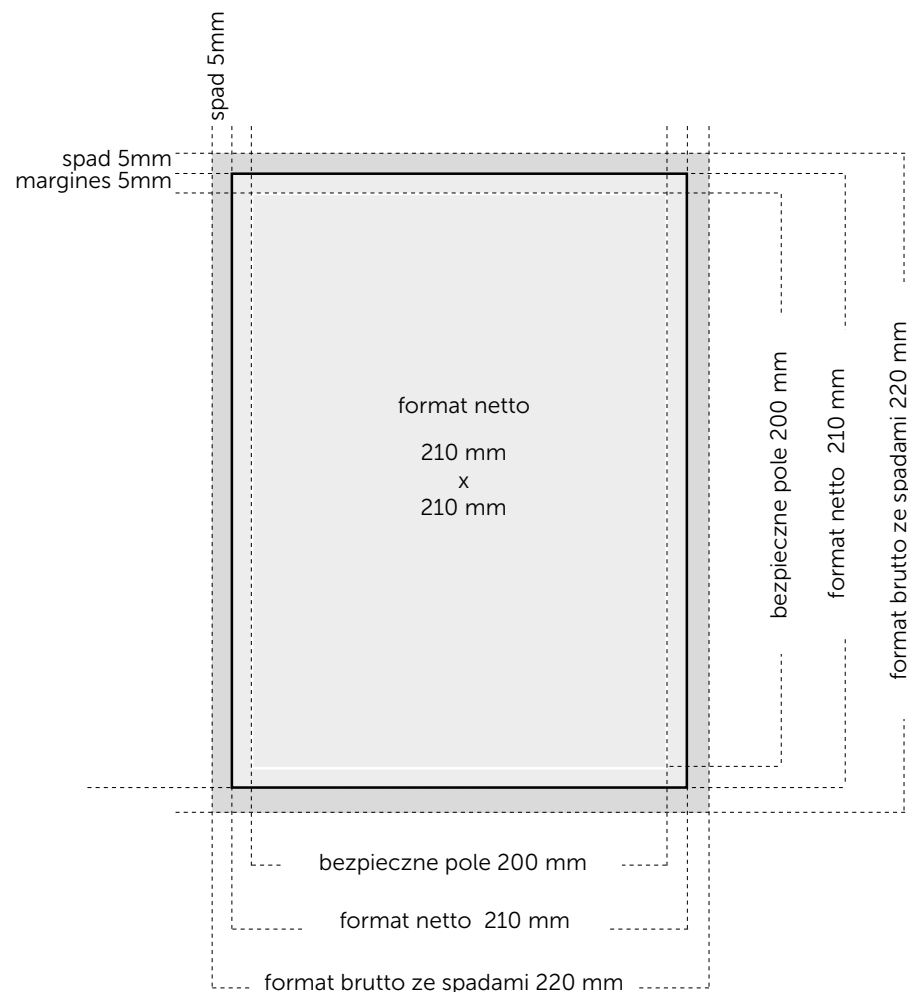 spad 5mm
spad 5mm
margines 5mm
format netto
210 mm
x
210 mm
bezpieczne pole 200 mm
format netto  210 mm
format brutto ze spadami 220 mm
bezpieczne pole 200 mm
format netto  210 mm
format brutto ze spadami 220 mm